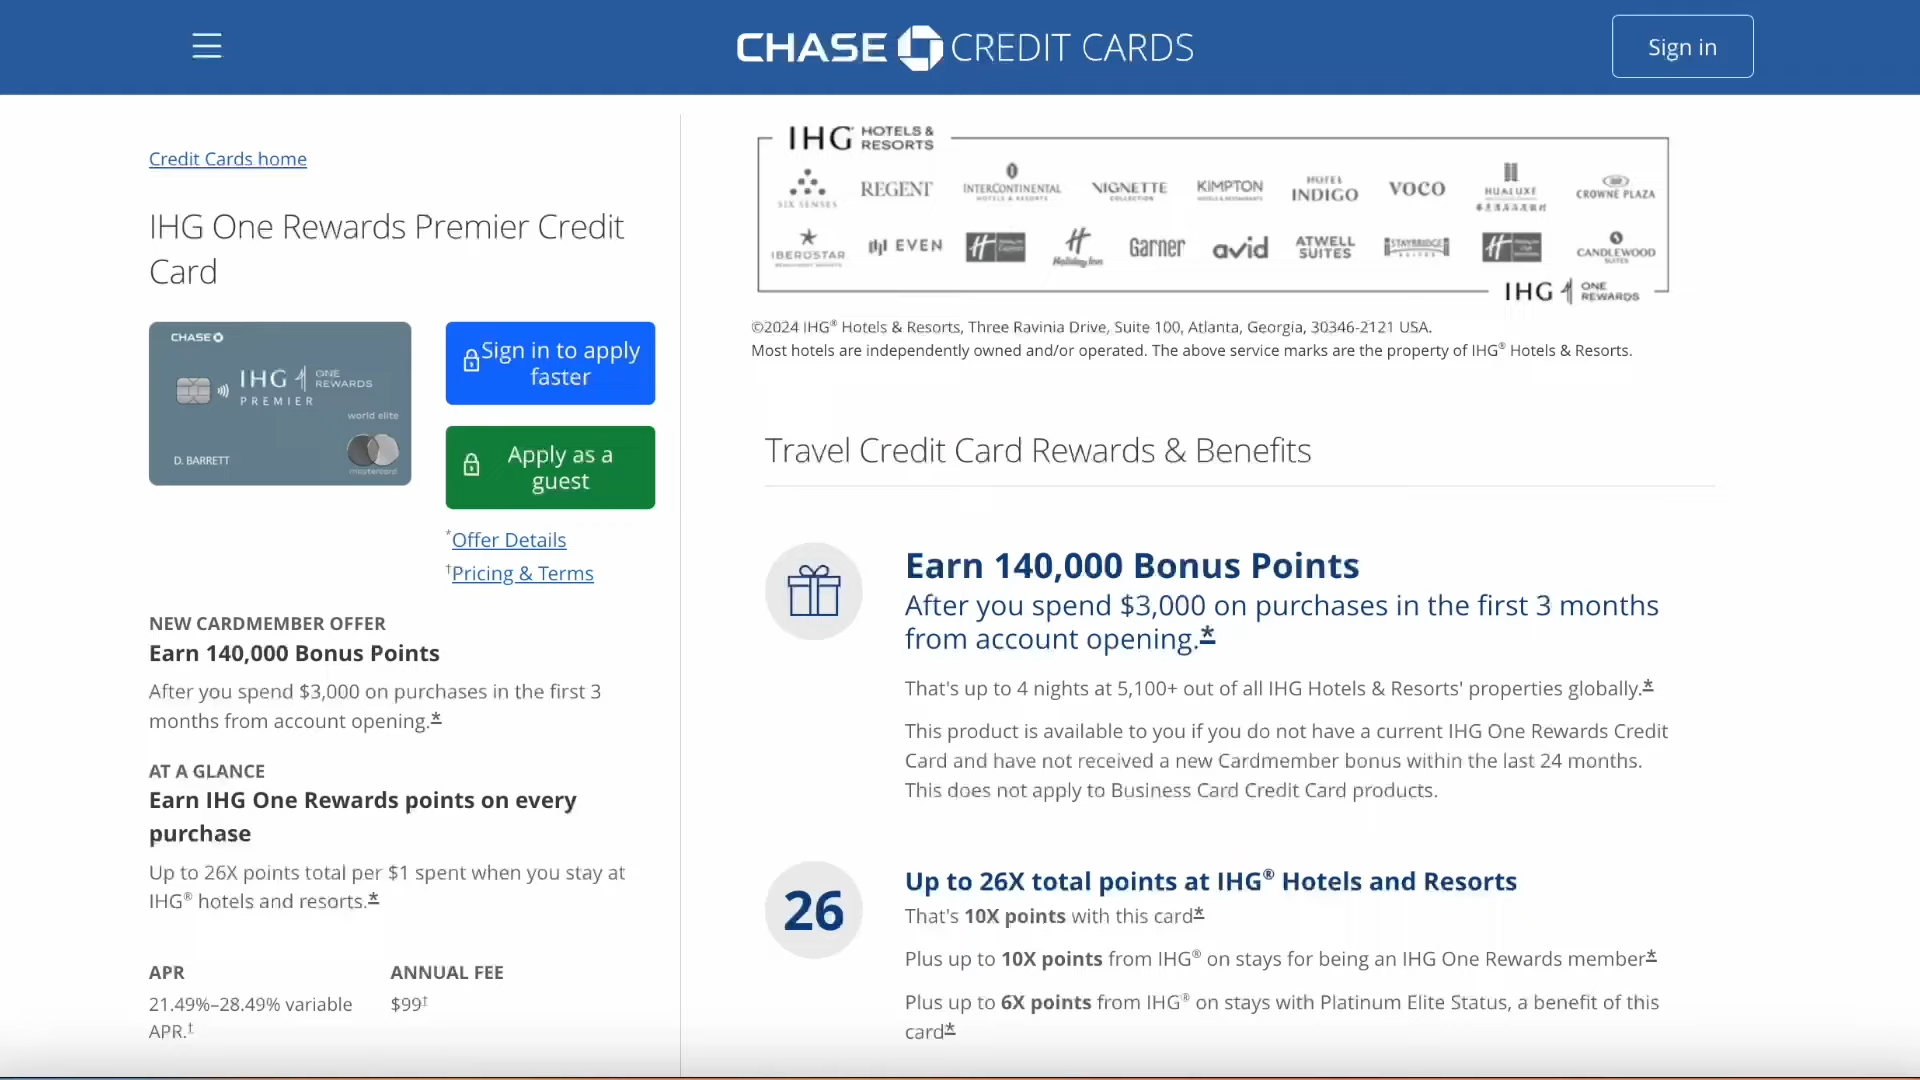 CHASE CREDIT CARDS
Sign in
Credit Cards home
IHG One Rewards Premier Credit
Card
CHASE
IHG ONE
REWARDS
PREMIER
world elite
D. BARRETT
mastercard
Sign in to apply
faster
Apply as a
guest
*Offer Details
†Pricing & Terms
NEW CARDMEMBER OFFER
Earn 140,000 Bonus Points
After you spend $3,000 on purchases in the first 3
months from account opening.*
AT A GLANCE
Earn IHG One Rewards points on every
purchase
Up to 26X points total per $1 spent when you stay at
IHG® hotels and resorts.*
APR
21.49%–28.49% variable
APR.†
ANNUAL FEE
$99†
IHG HOTELS &
RESORTS
SIX SENSES
REGENT
INTERCONTINENTAL
HOTELS & RESORTS
VIGNETTE
COLLECTION
KIMPTON
HOTELS & RESTAURANTS
HOTEL
INDIGO
VOCO
HUALUXE
CROWNE PLAZA
IBEROSTAR
EVEN
Holiday Inn
Garner
avid
ATWELL
SUITES
STAYBRIDGE
SUITES
CANDLEWOOD
SUITES
IHG ONE
REWARDS
©2024 IHG® Hotels & Resorts, Three Ravinia Drive, Suite 100, Atlanta, Georgia, 30346-2121 USA.
Most hotels are independently owned and/or operated. The above service marks are the property of IHG® Hotels & Resorts.
Travel Credit Card Rewards & Benefits
Earn 140,000 Bonus Points
After you spend $3,000 on purchases in the first 3 months
from account opening.*
That's up to 4 nights at 5,100+ out of all IHG Hotels & Resorts' properties globally.*
This product is available to you if you do not have a current IHG One Rewards Credit
Card and have not received a new Cardmember bonus within the last 24 months.
This does not apply to Business Card Credit Card products.
26
Up to 26X total points at IHG® Hotels and Resorts
That's 10X points with this card*
Plus up to 10X points from IHG® on stays for being an IHG One Rewards member*
Plus up to 6X points from IHG® on stays with Platinum Elite Status, a benefit of this
card*